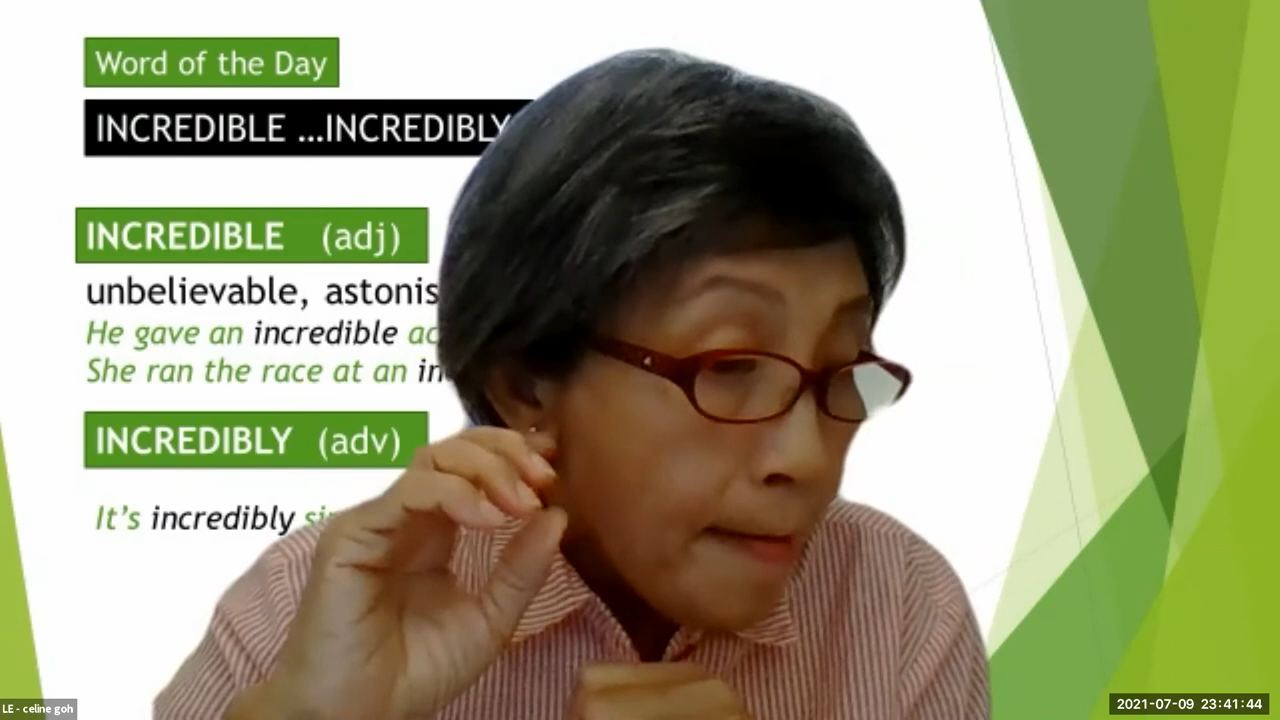 Word of the Day
INCREDIBLE ...INCREDIBLY
INCREDIBLE (adj)
unbelievable,
He gave an incredible
She ran the race at an
INCREDIBLY (adv)
It's incredibly
LE - celine goh
2021-07-09 23:41:44